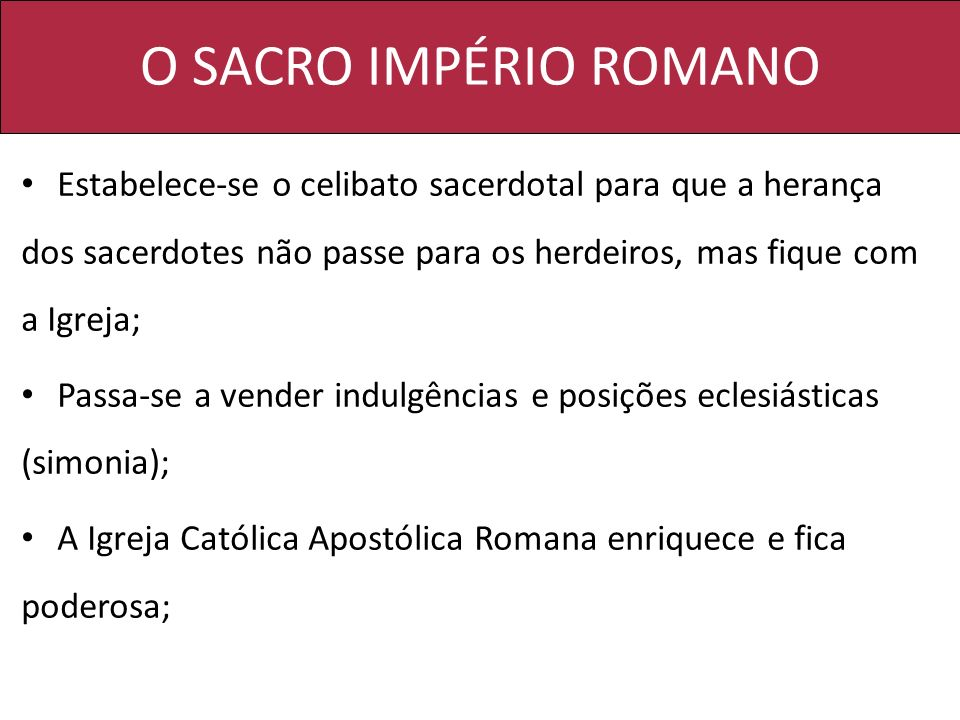 O SACRO IMPÉRIO ROMANO
• Estabelece-se o celibato sacerdotal para que a herança
dos sacerdotes não passe para os herdeiros, mas fique com
a Igreja;
• Passa-se a vender indulgências e posições eclesiásticas
(simonia);
• A Igreja Católica Apostólica Romana enriquece e fica
poderosa;